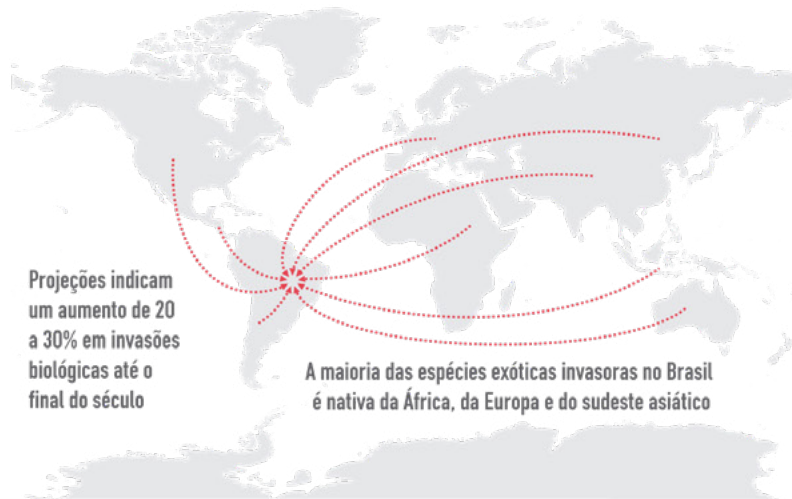 Projeções indicam
um aumento de 20
a 30% em invasões
biológicas até o
final do século
A maioria das espécies exóticas invasoras no Brasil
é nativa da África, da Europa e do sudeste asiático